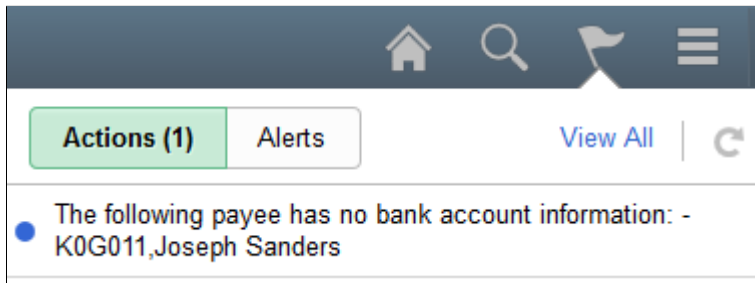 Actions (1) Alerts View All
The following payee has no bank account information: -
K0G011,Joseph Sanders